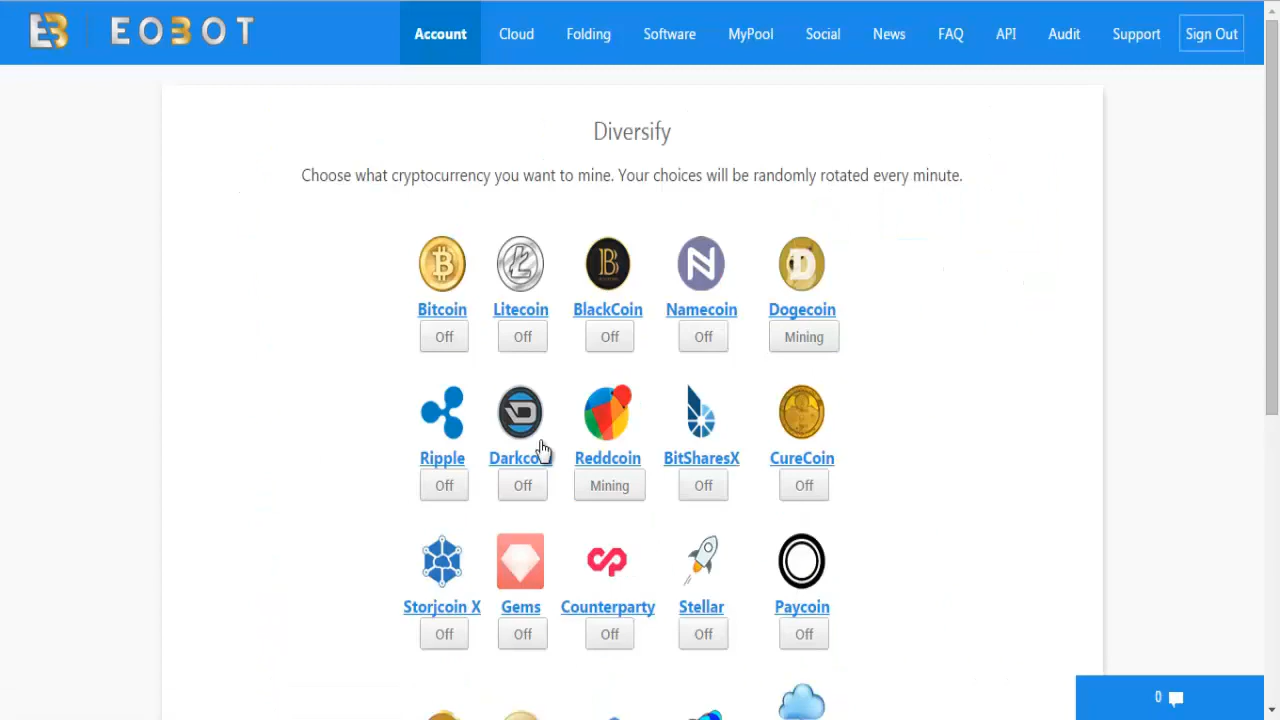 EB | EOBOT Account Cloud Folding Software MyPool Social News FAQ API Audit Support Sign Out
Diversify
Choose what cryptocurrency you want to mine. Your choices will be randomly rotated every minute.
Bitcoin Litecoin BlackCoin Namecoin Dogecoin
Off Off Off Off Mining
Ripple Reddcoin BitSharesX CureCoin
Off Off Mining Off Off
Storjcoin X Gems Counterparty Stellar Paycoin
Off Off Off Off Off
0